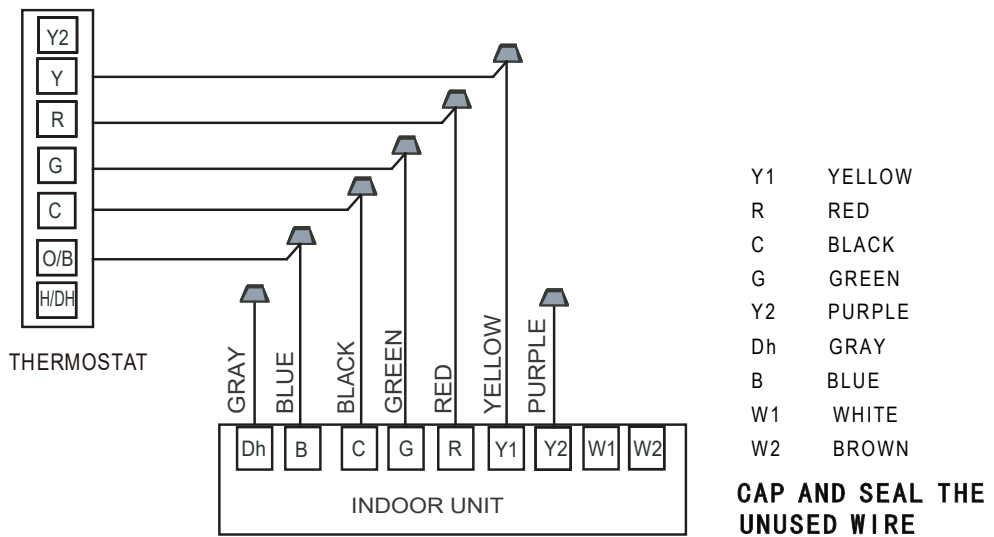 Y2
Y
R
G
C
O/B
H/DH
THERMOSTAT
GRAY
BLUE
BLACK
GREEN
RED
YELLOW
PURPLE
Dh B C G R Y1 Y2 W1 W2
INDOOR UNIT
Y1 YELLOW
R RED
C BLACK
G GREEN
Y2 PURPLE
Dh GRAY
B BLUE
W1 WHITE
W2 BROWN
CAP AND SEAL THE
UNUSED WIRE